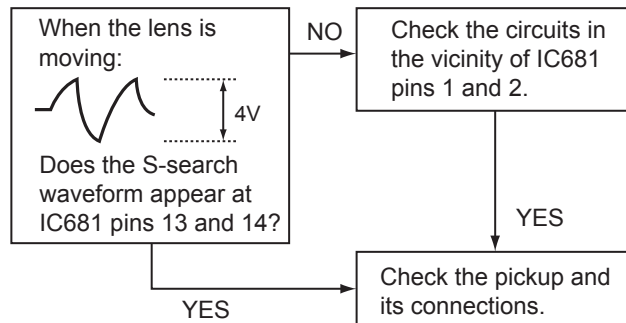 When the lens is
moving:
4V
Does the S-search
waveform appear at
IC681 pins 13 and 14?
NO
Check the circuits in
the vicinity of IC681
pins 1 and 2.
YES
YES
Check the pickup and
its connections.